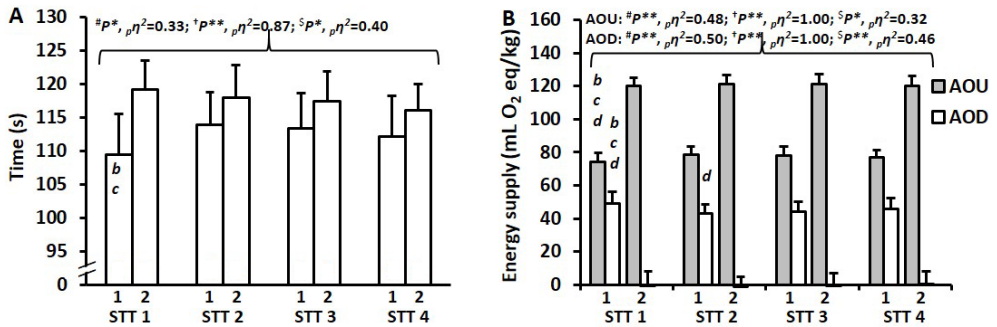 A
#P*, pη²=0.33; †P**, pη²=0.87; $P*, pη²=0.40
Time (s)
130
125
120
115
110
105
100
95
0
b
c
1 2 1 2 1 2 1 2
STT 1 STT 2 STT 3 STT 4
B
AOU: #P**, pη²=0.48; †P**, pη²=1.00; $P*, pη²=0.32
AOD: #P**, pη²=0.50; †P**, pη²=1.00; $P**, pη²=0.46
Energy supply (mL O₂ eq/kg)
160
140
120
100
80
60
40
20
0
b
c
d
b
c
d
d
AOU
AOD
1 2 1 2 1 2 1 2
STT 1 STT 2 STT 3 STT 4